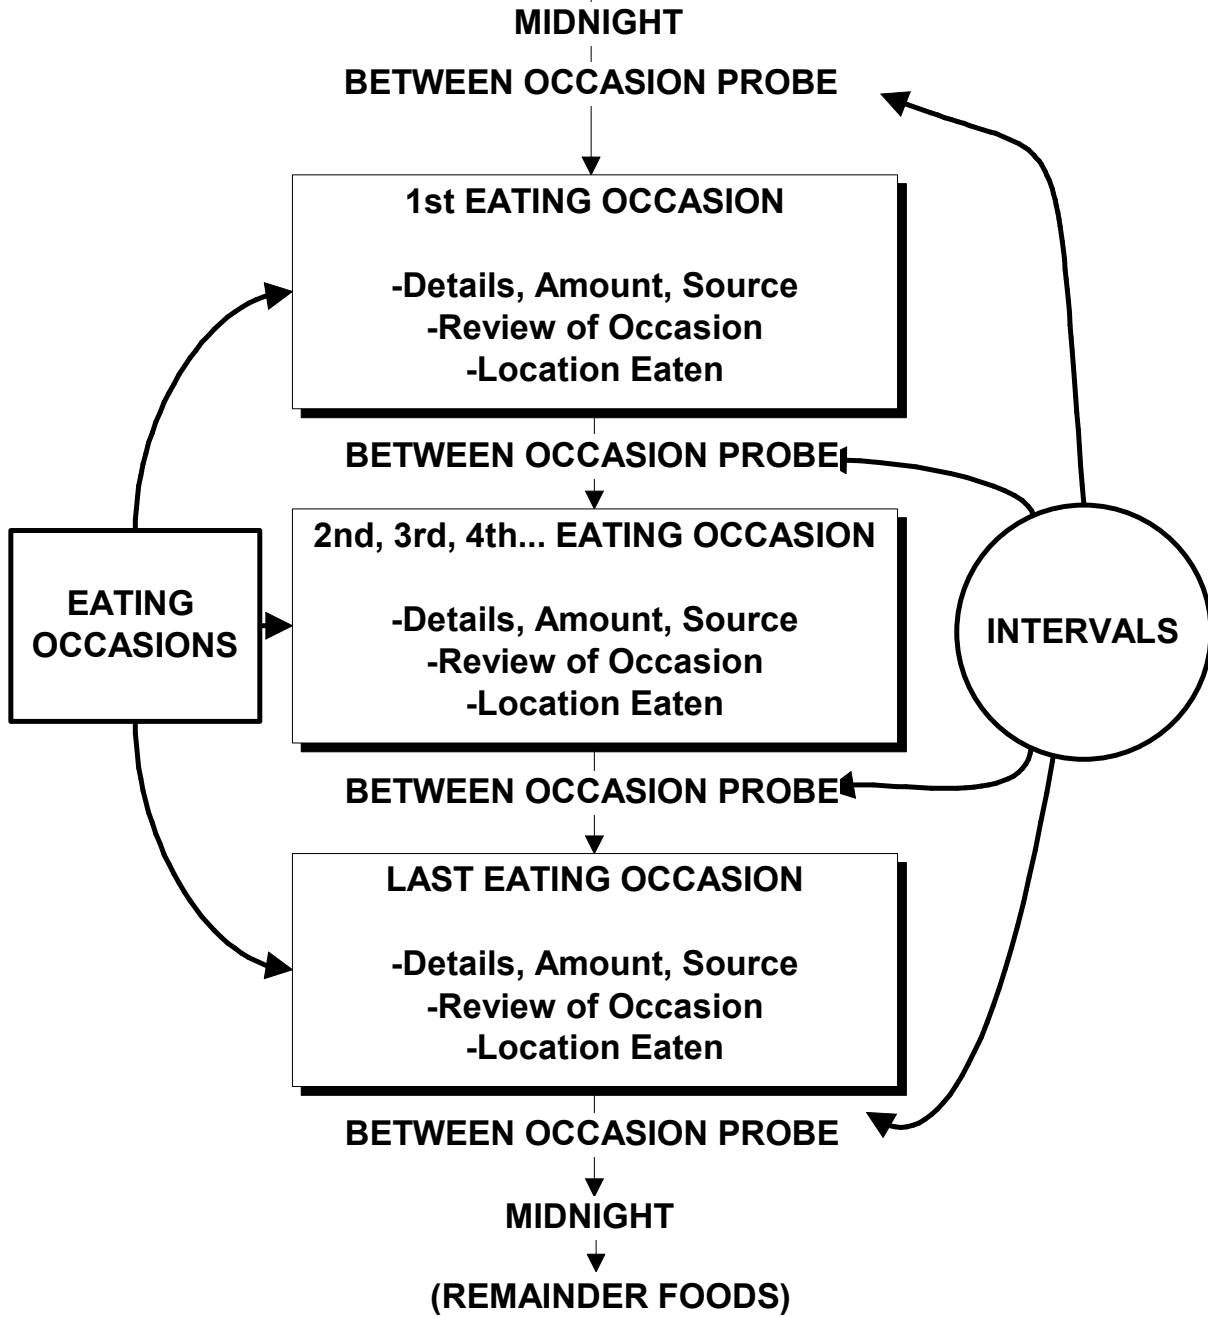 MIDNIGHT
BETWEEN OCCASION PROBE
1st EATING OCCASION
-Details, Amount, Source
-Review of Occasion
-Location Eaten
BETWEEN OCCASION PROBE
2nd, 3rd, 4th... EATING OCCASION
-Details, Amount, Source
-Review of Occasion
-Location Eaten
EATING
OCCASIONS
INTERVALS
BETWEEN OCCASION PROBE
LAST EATING OCCASION
-Details, Amount, Source
-Review of Occasion
-Location Eaten
BETWEEN OCCASION PROBE
MIDNIGHT
(REMAINDER FOODS)